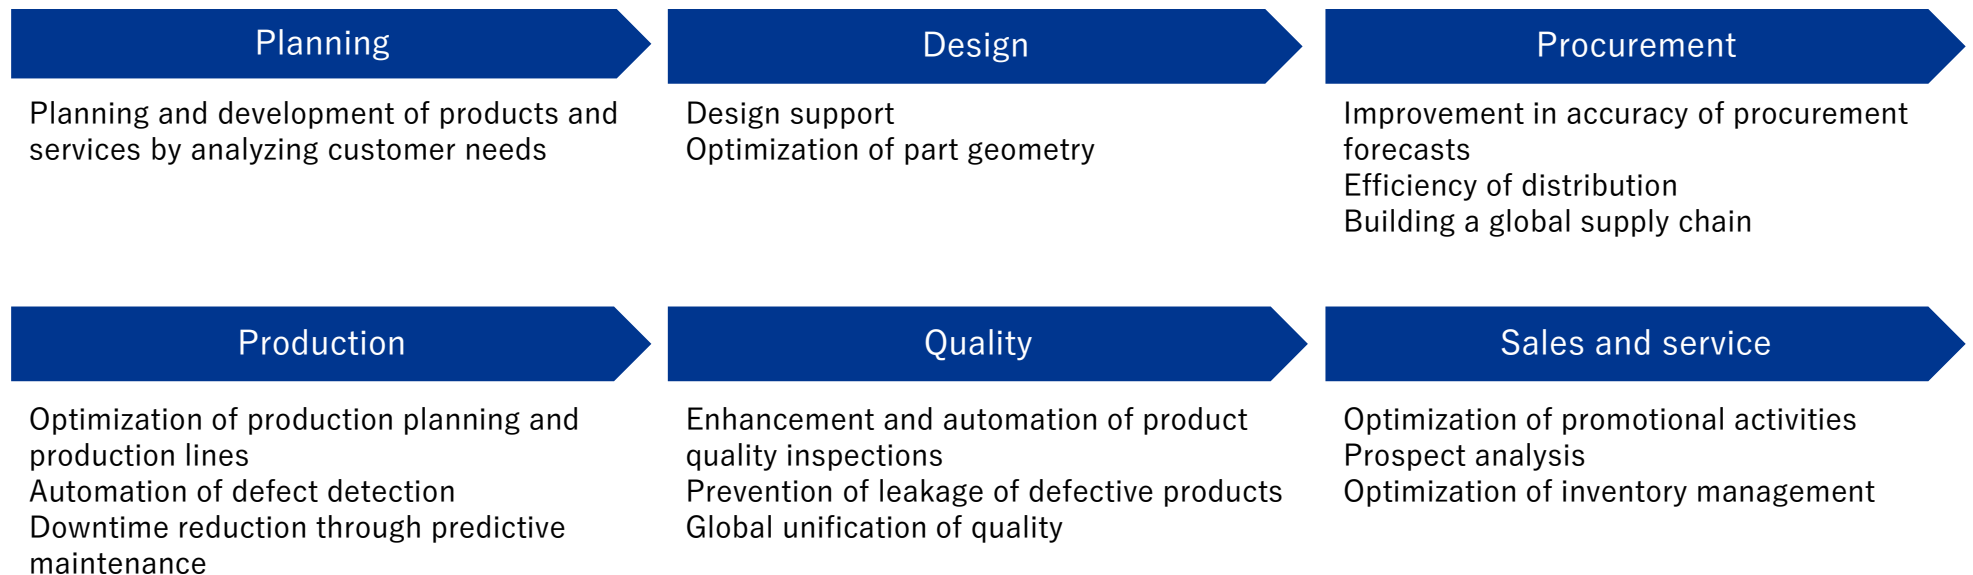 Planning
Planning and development of products and
services by analyzing customer needs
Design
Design support
Optimization of part geometry
Procurement
Improvement in accuracy of procurement
forecasts
Efficiency of distribution
Building a global supply chain
Production
Optimization of production planning and
production lines
Automation of defect detection
Downtime reduction through predictive
maintenance
Quality
Enhancement and automation of product
quality inspections
Prevention of leakage of defective products
Global unification of quality
Sales and service
Optimization of promotional activities
Prospect analysis
Optimization of inventory management